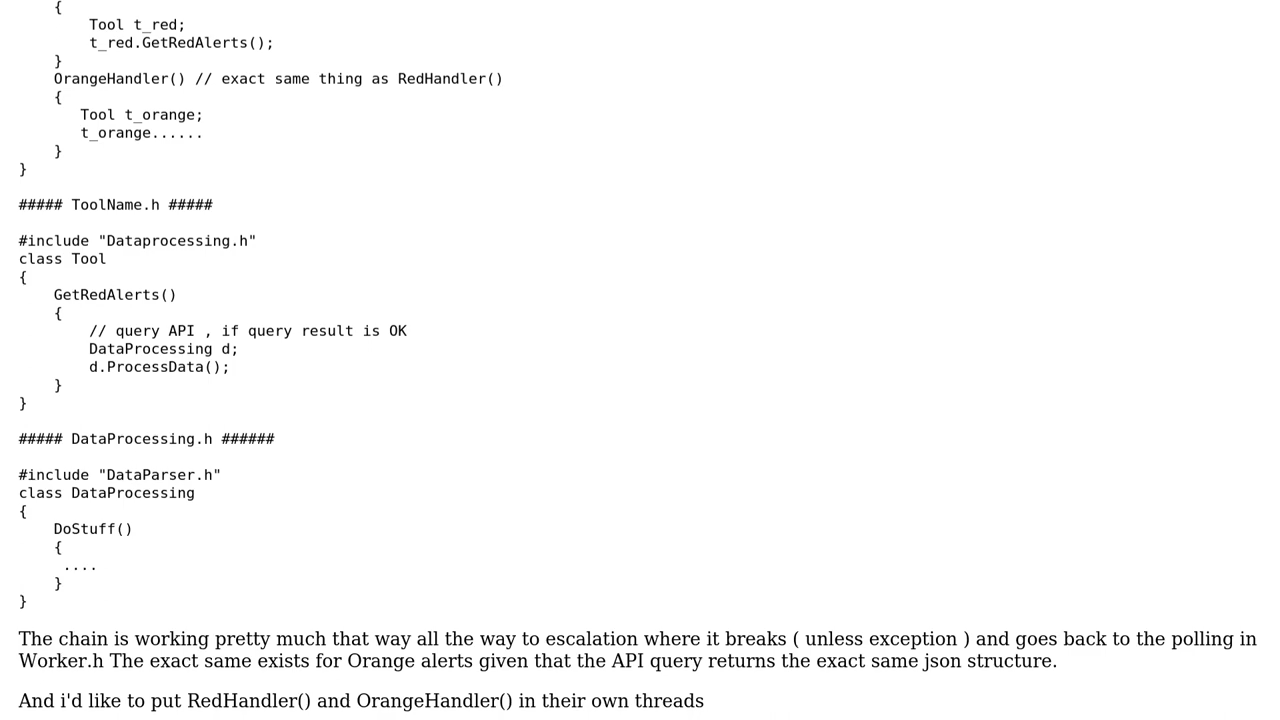 {
Tool t_red;
t_red.GetRedAlerts();
}
OrangeHandler() // exact same thing as RedHandler()
{
Tool t_orange;
t_orange......
}
}
##### ToolName.h #####
#include "Dataprocessing.h"
class Tool
{
GetRedAlerts()
{
// query API , if query result is OK
DataProcessing d;
d.ProcessData();
}
}
##### DataProcessing.h ######
#include "DataParser.h"
class DataProcessing
{
DoStuff()
{
....
}
}
The chain is working pretty much that way all the way to escalation where it breaks ( unless exception ) and goes back to the polling in
Worker.h The exact same exists for Orange alerts given that the API query returns the exact same json structure.
And i'd like to put RedHandler() and OrangeHandler() in their own threads